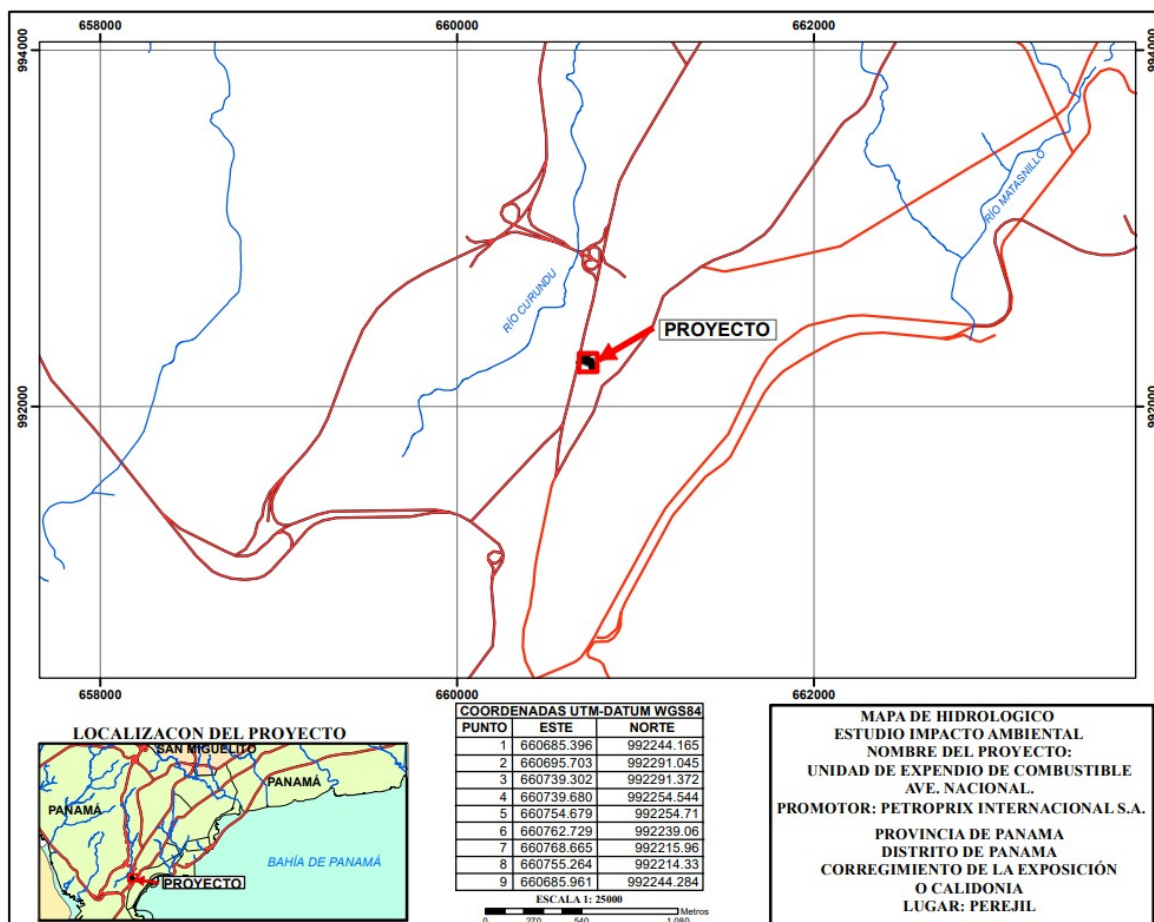 658000
660000
662000
994000
994000
RÍO MATASNILLO
RÍO CURUNDU
PROYECTO
992000
992000
658000
660000
662000
LOCALIZACON DEL PROYECTO
SAN MIGUELITO
PANAMÁ
PANAMÁ
BAHÍA DE PANAMÁ
PROYECTO
COORDENADAS UTM-DATUM WGS84
PUNTO ESTE NORTE
1 660685.396 992244.165
2 660695.703 992291.045
3 660739.302 992291.372
4 660739.680 992254.544
5 660754.679 992254.71
6 660762.729 992239.06
7 660768.665 992215.96
8 660755.264 992214.33
9 660685.961 992244.284
ESCALA 1: 25000
0 270 540 1,080 Metros
MAPA DE HIDROLOGICO
ESTUDIO IMPACTO AMBIENTAL
NOMBRE DEL PROYECTO:
UNIDAD DE EXPENDIO DE COMBUSTIBLE
AVE. NACIONAL.
PROMOTOR: PETROPRIX INTERNACIONAL S.A.
PROVINCIA DE PANAMA
DISTRITO DE PANAMA
CORREGIMIENTO DE LA EXPOSICIÓN
O CALIDONIA
LUGAR: PEREJIL